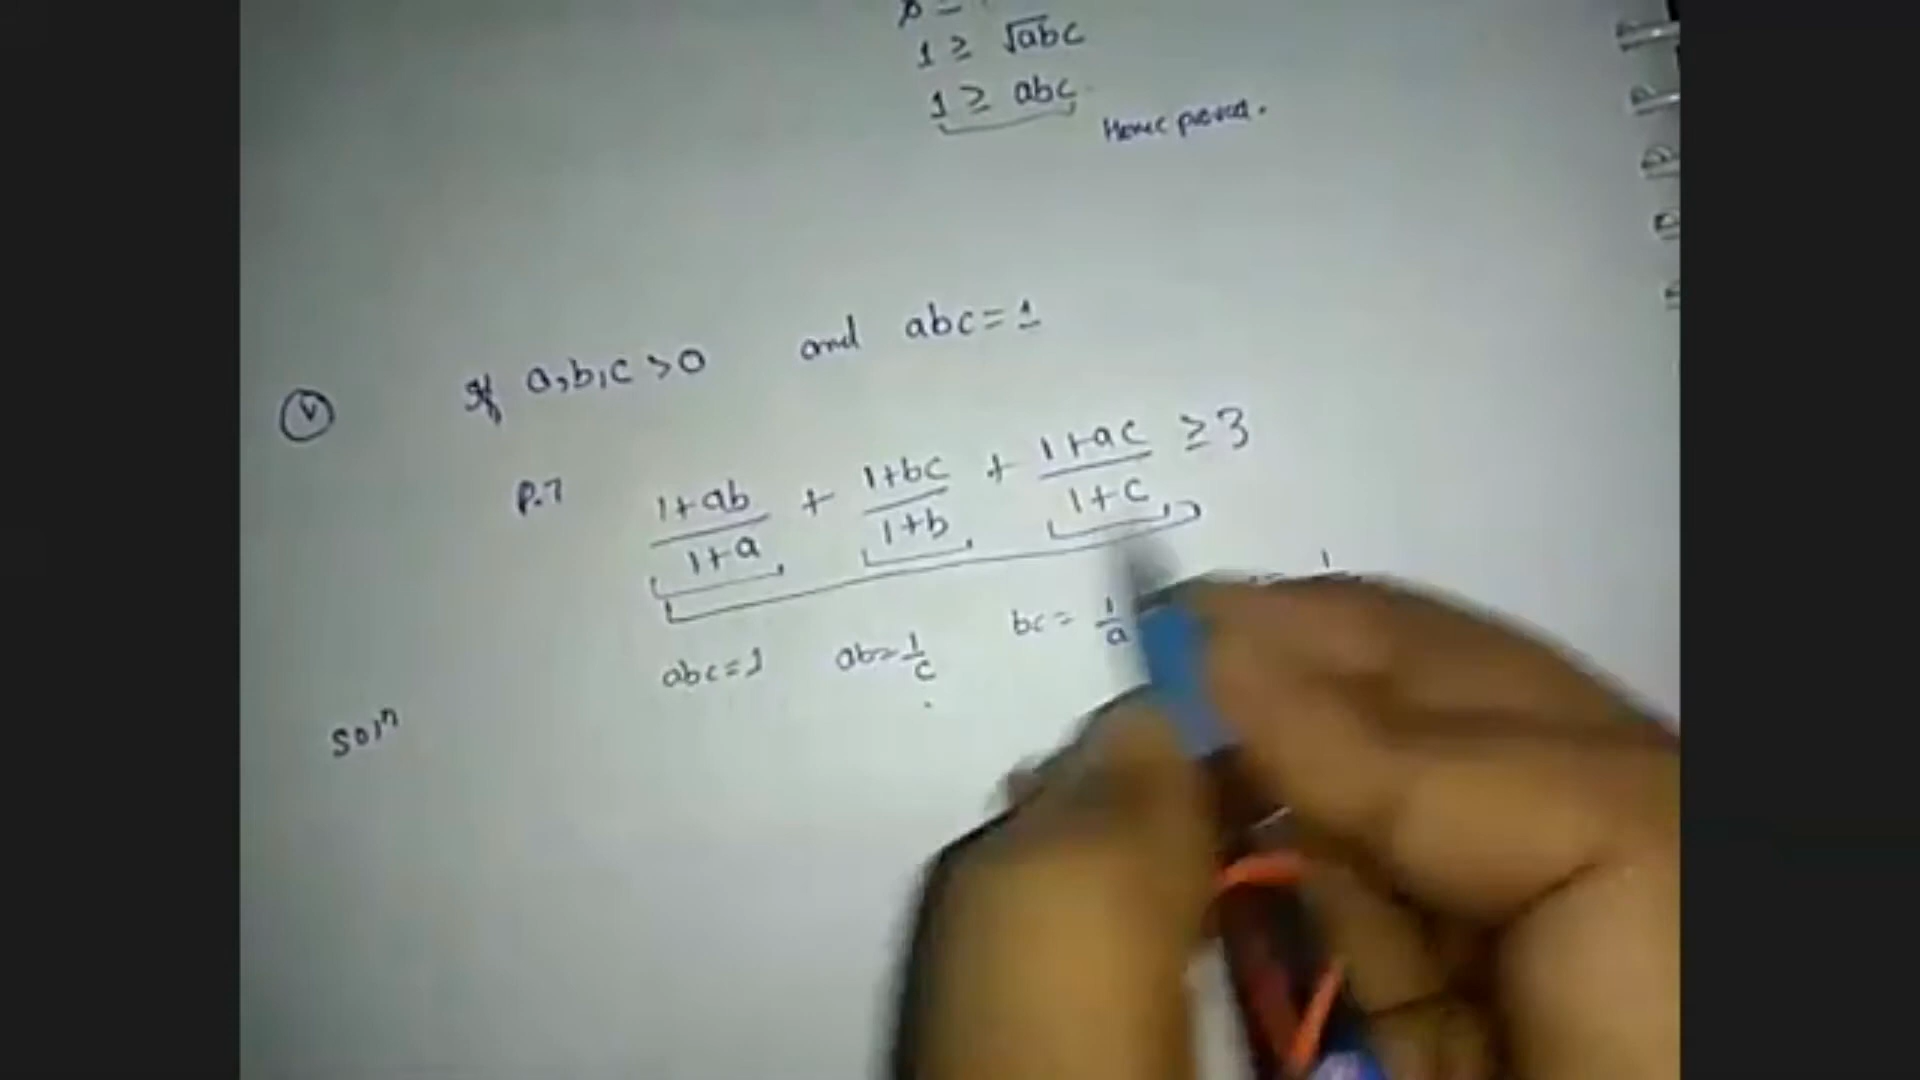 1 ≥ √abc
1 ≥ abc
Hence proved.
(v) If a,b,c > 0 and abc = 1
P.T (1+ab)/(1+a) + (1+bc)/(1+b) + (1+ac)/(1+c) ≥ 3
abc = 1 ab = 1/c bc = 1/a
Solⁿ